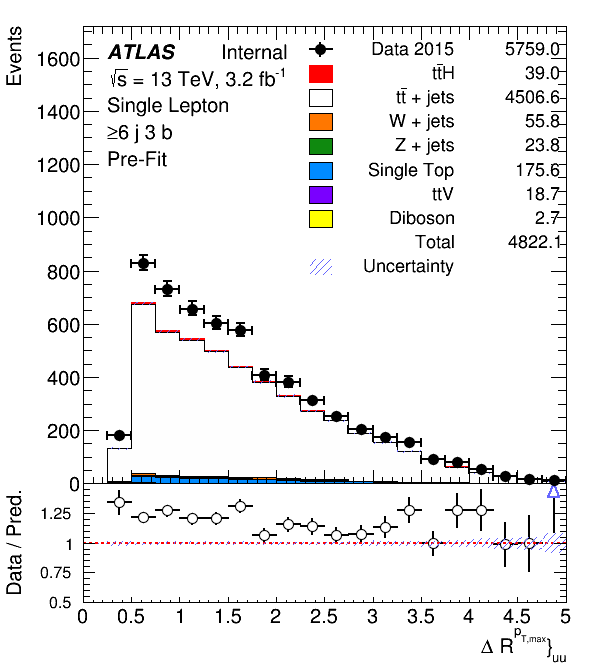 Events
1600
1400
1200
1000
800
600
400
200
0
ATLAS Internal
√s = 13 TeV, 3.2 fb⁻¹
Single Lepton
≥6 j 3 b
Pre-Fit
Data 2015 5759.0
tt̄H 39.0
tt̄ + jets 4506.6
W + jets 55.8
Z + jets 23.8
Single Top 175.6
ttV 18.7
Diboson 2.7
Total 4822.1
Uncertainty
Data / Pred.
1.25
1
0.75
0.5
0 0.5 1 1.5 2 2.5 3 3.5 4 4.5 5
Δ R^{p_{T,max}}}_{uu}